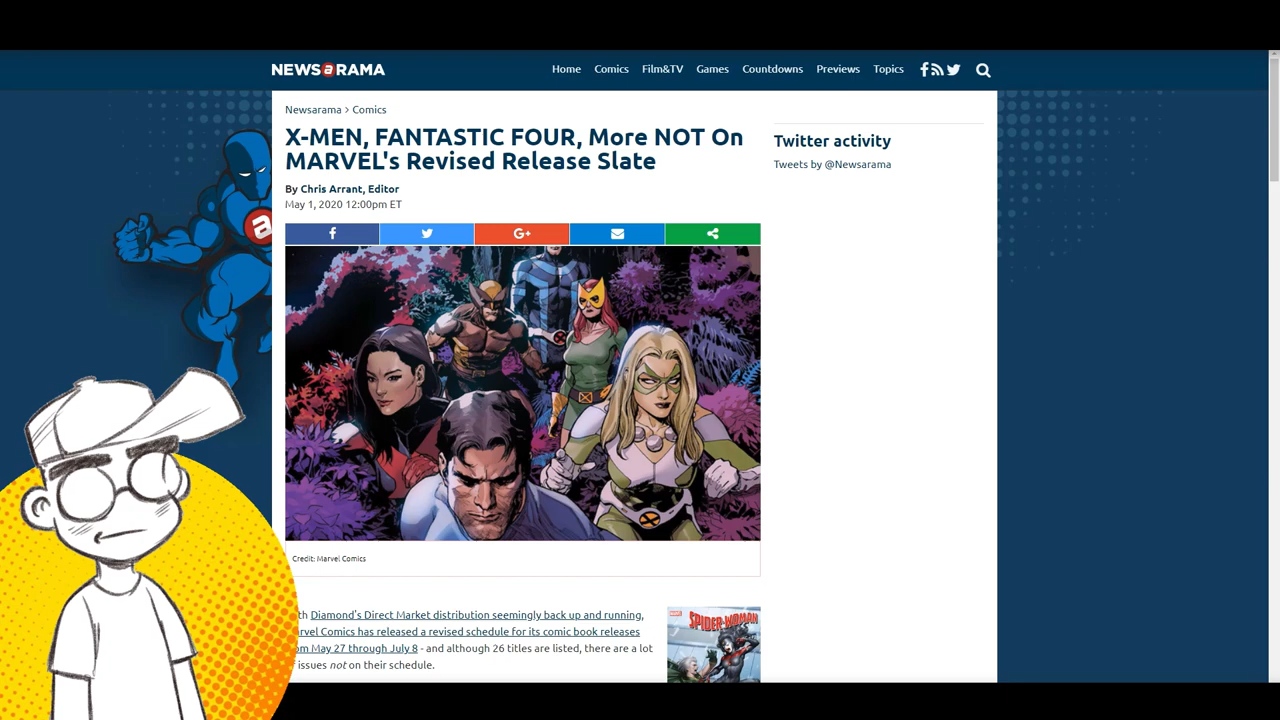 NEWSaRAMA
Home Comics Film&TV Games Countdowns Previews Topics
Newsarama > Comics
X-MEN, FANTASTIC FOUR, More NOT On
MARVEL's Revised Release Slate
By Chris Arrant, Editor
May 1, 2020 12:00pm ET
Twitter activity
Tweets by @Newsarama
a
Credit: Marvel Comics
th Diamond's Direct Market distribution seemingly back up and running,
arvel Comics has released a revised schedule for its comic book releases
om May 27 through July 8 - and although 26 titles are listed, there are a lot
issues not on their schedule.
MARVEL
SPIDER-WOMAN